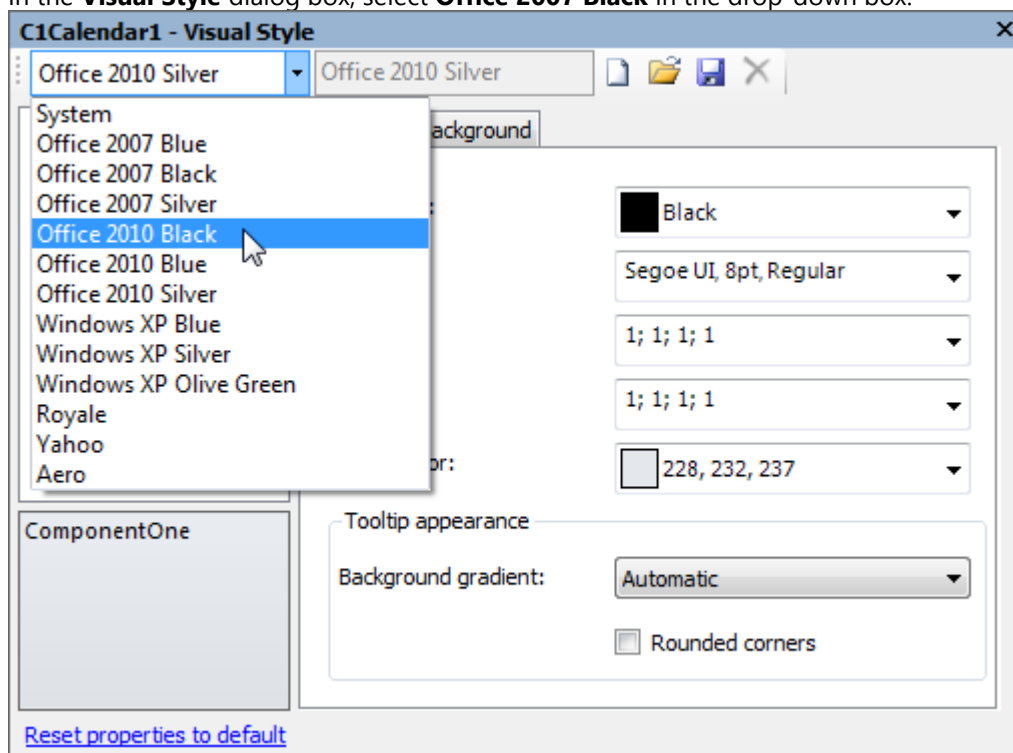 In the Visual Style dialog box, select Office 2007 Black in the drop-down box.
C1Calendar1 - Visual Style
Office 2010 Silver Office 2010 Silver
System
Office 2007 Blue
Office 2007 Black
Office 2007 Silver
Office 2010 Black
Office 2010 Blue
Office 2010 Silver
Windows XP Blue
Windows XP Silver
Windows XP Olive Green
Royale
Yahoo
Aero
ackground
: Black
Segoe UI, 8pt, Regular
1; 1; 1; 1
1; 1; 1; 1
or: 228, 232, 237
ComponentOne
Tooltip appearance
Background gradient: Automatic
Rounded corners
Reset properties to default